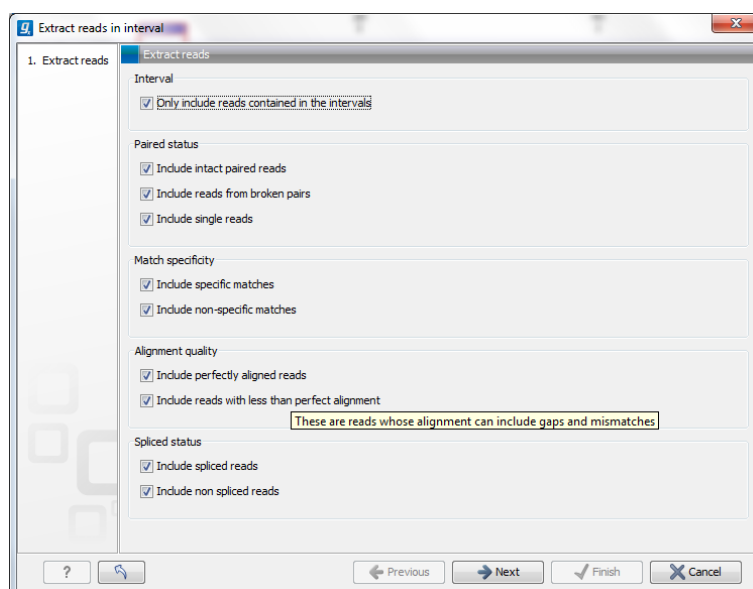 Extract reads in interval
x
1. Extract reads
Extract reads
Interval
Only include reads contained in the intervals
Paired status
Include intact paired reads
Include reads from broken pairs
Include single reads
Match specificity
Include specific matches
Include non-specific matches
Alignment quality
Include perfectly aligned reads
Include reads with less than perfect alignment
These are reads whose alignment can include gaps and mismatches
Spliced status
Include spliced reads
Include non spliced reads
? Previous Next Finish Cancel